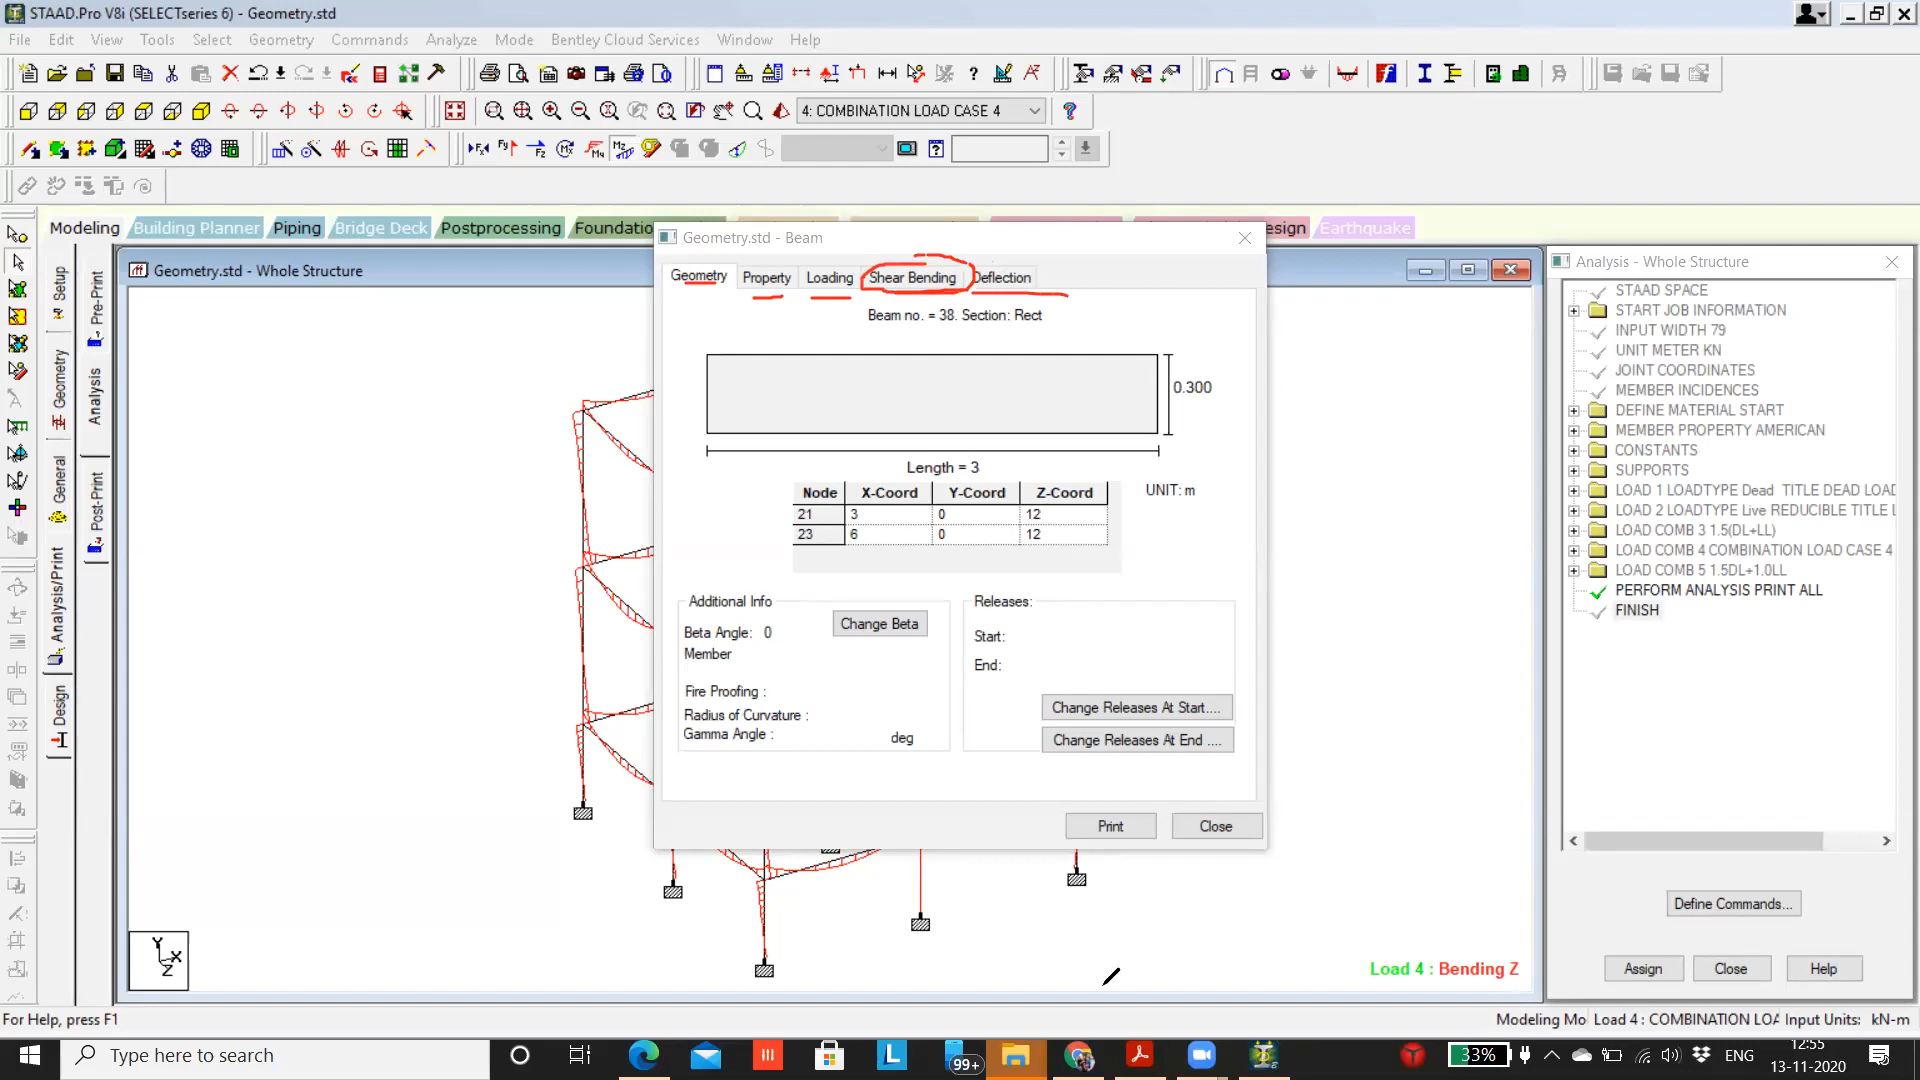 STAAD.Pro V8i (SELECTseries 6) - Geometry.std
File Edit View Tools Select Geometry Commands Analyze Mode Bentley Cloud Services Window Help
4: COMBINATION LOAD CASE 4
Modeling Building Planner Piping Bridge Deck Postprocessing Foundatio esign Earthquake
Geometry.std - Whole Structure
Setup
Geometry
General
Analysis/Print
Design
Pre-Print
Analysis
Post-Print
Geometry.std - Beam
Geometry Property Loading Shear Bending Deflection
Beam no. = 38. Section: Rect
0.300
Length = 3
UNIT: m
Node X-Coord Y-Coord Z-Coord
21 3 0 12
23 6 0 12
Additional Info
Beta Angle: 0
Change Beta
Member
Fire Proofing :
Radius of Curvature :
Gamma Angle : deg
Releases:
Start:
End:
Change Releases At Start....
Change Releases At End ....
Print Close
Y
X
Z
Load 4 : Bending Z
Analysis - Whole Structure
STAAD SPACE
START JOB INFORMATION
INPUT WIDTH 79
UNIT METER KN
JOINT COORDINATES
MEMBER INCIDENCES
DEFINE MATERIAL START
MEMBER PROPERTY AMERICAN
CONSTANTS
SUPPORTS
LOAD 1 LOADTYPE Dead TITLE DEAD LOAD
LOAD 2 LOADTYPE Live REDUCIBLE TITLE L
LOAD COMB 3 1.5(DL+LL)
LOAD COMB 4 COMBINATION LOAD CASE 4
LOAD COMB 5 1.5DL+1.0LL
PERFORM ANALYSIS PRINT ALL
FINISH
Define Commands...
Assign Close Help
For Help, press F1
Modeling Mo Load 4 : COMBINATION LOA Input Units: kN-m
Type here to search
99+
33%
ENG
12:55
13-11-2020